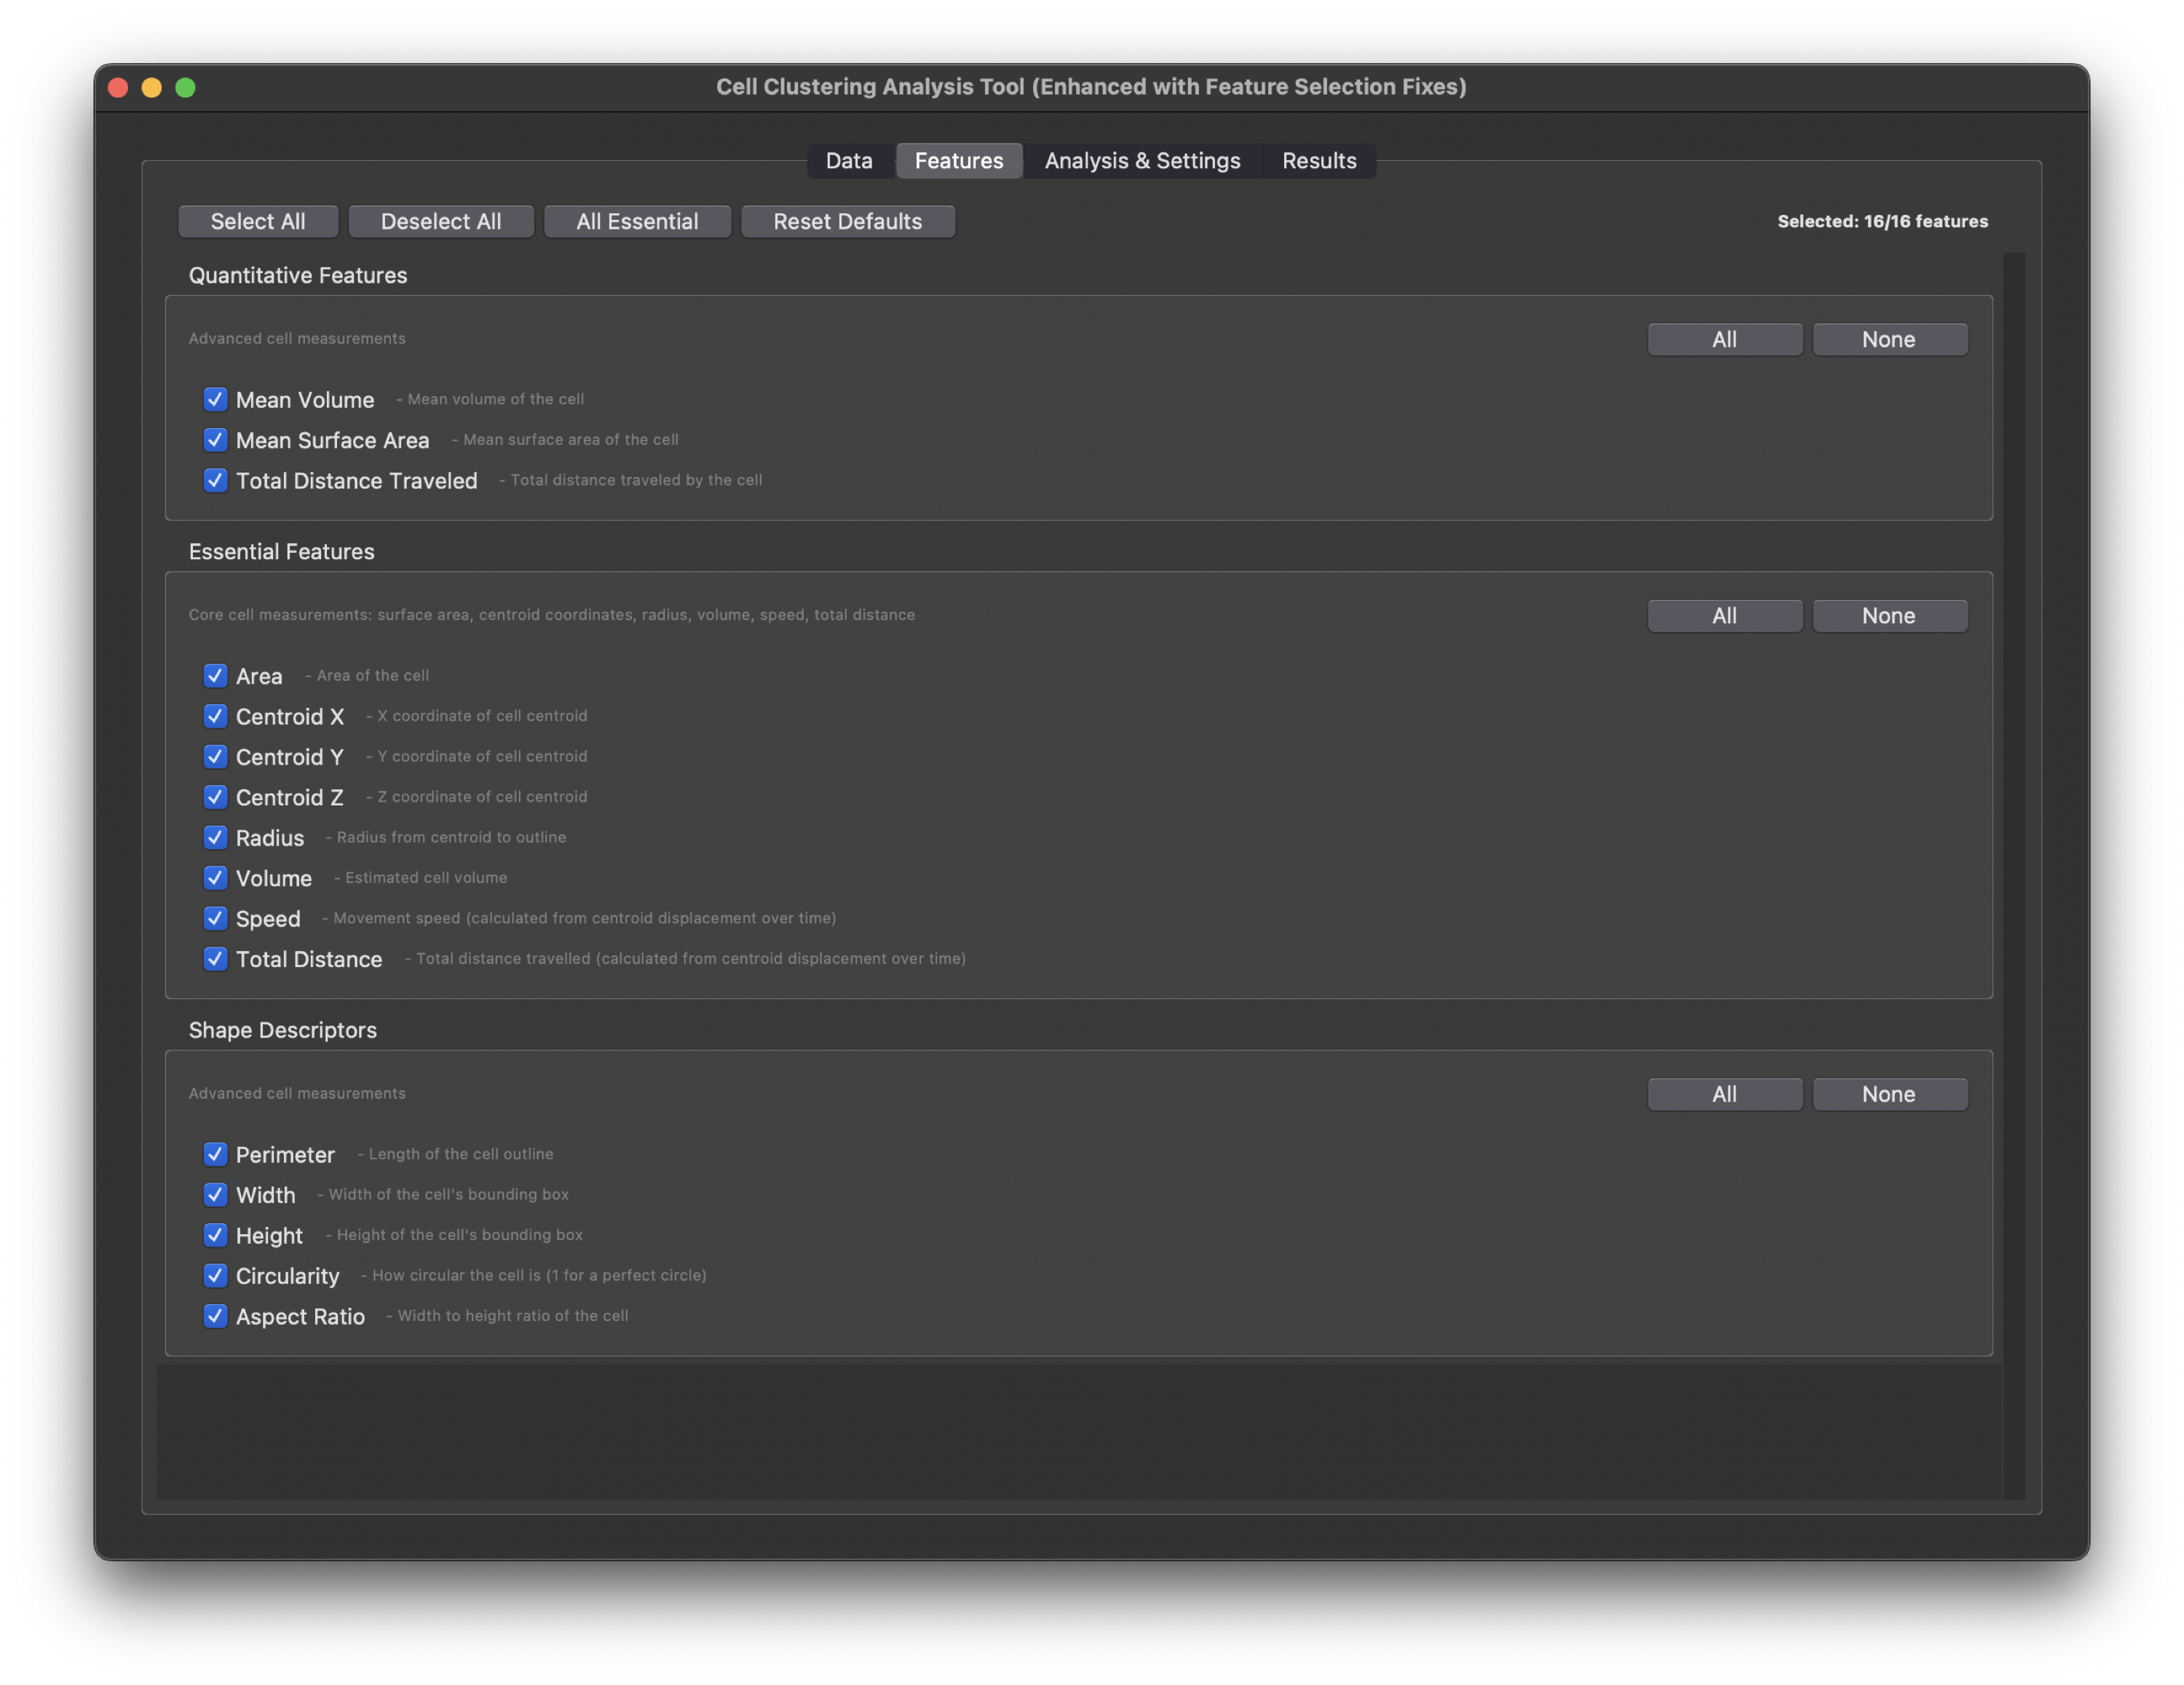 Cell Clustering Analysis Tool (Enhanced with Feature Selection Fixes)
Data Features Analysis & Settings Results
Select All Deselect All All Essential Reset Defaults Selected: 16/16 features
Quantitative Features
Advanced cell measurements All None
Mean Volume - Mean volume of the cell
Mean Surface Area - Mean surface area of the cell
Total Distance Traveled - Total distance traveled by the cell
Essential Features
Core cell measurements: surface area, centroid coordinates, radius, volume, speed, total distance All None
Area - Area of the cell
Centroid X - X coordinate of cell centroid
Centroid Y - Y coordinate of cell centroid
Centroid Z - Z coordinate of cell centroid
Radius - Radius from centroid to outline
Volume - Estimated cell volume
Speed - Movement speed (calculated from centroid displacement over time)
Total Distance - Total distance travelled (calculated from centroid displacement over time)
Shape Descriptors
Advanced cell measurements All None
Perimeter - Length of the cell outline
Width - Width of the cell's bounding box
Height - Height of the cell's bounding box
Circularity - How circular the cell is (1 for a perfect circle)
Aspect Ratio - Width to height ratio of the cell